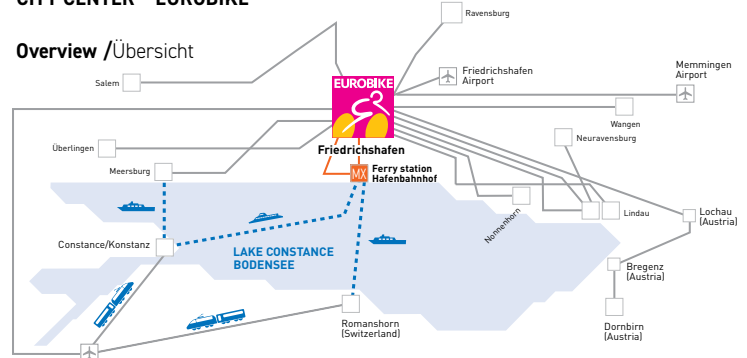 CITY CENTER – EUROBIKE
Overview /Übersicht
Ravensburg
Salem
Friedrichshafen
Airport
Memmingen
Airport
EUROBIKE
Wangen
Neuravensburg
Überlingen
Friedrichshafen
Meersburg
MX
Ferry station
Hafenbahnhof
Nonnenhorn
Lindau
Lochau
(Austria)
Constance/Konstanz
LAKE CONSTANCE
BODENSEE
Bregenz
(Austria)
Romanshorn
(Switzerland)
Dornbirn
(Austria)